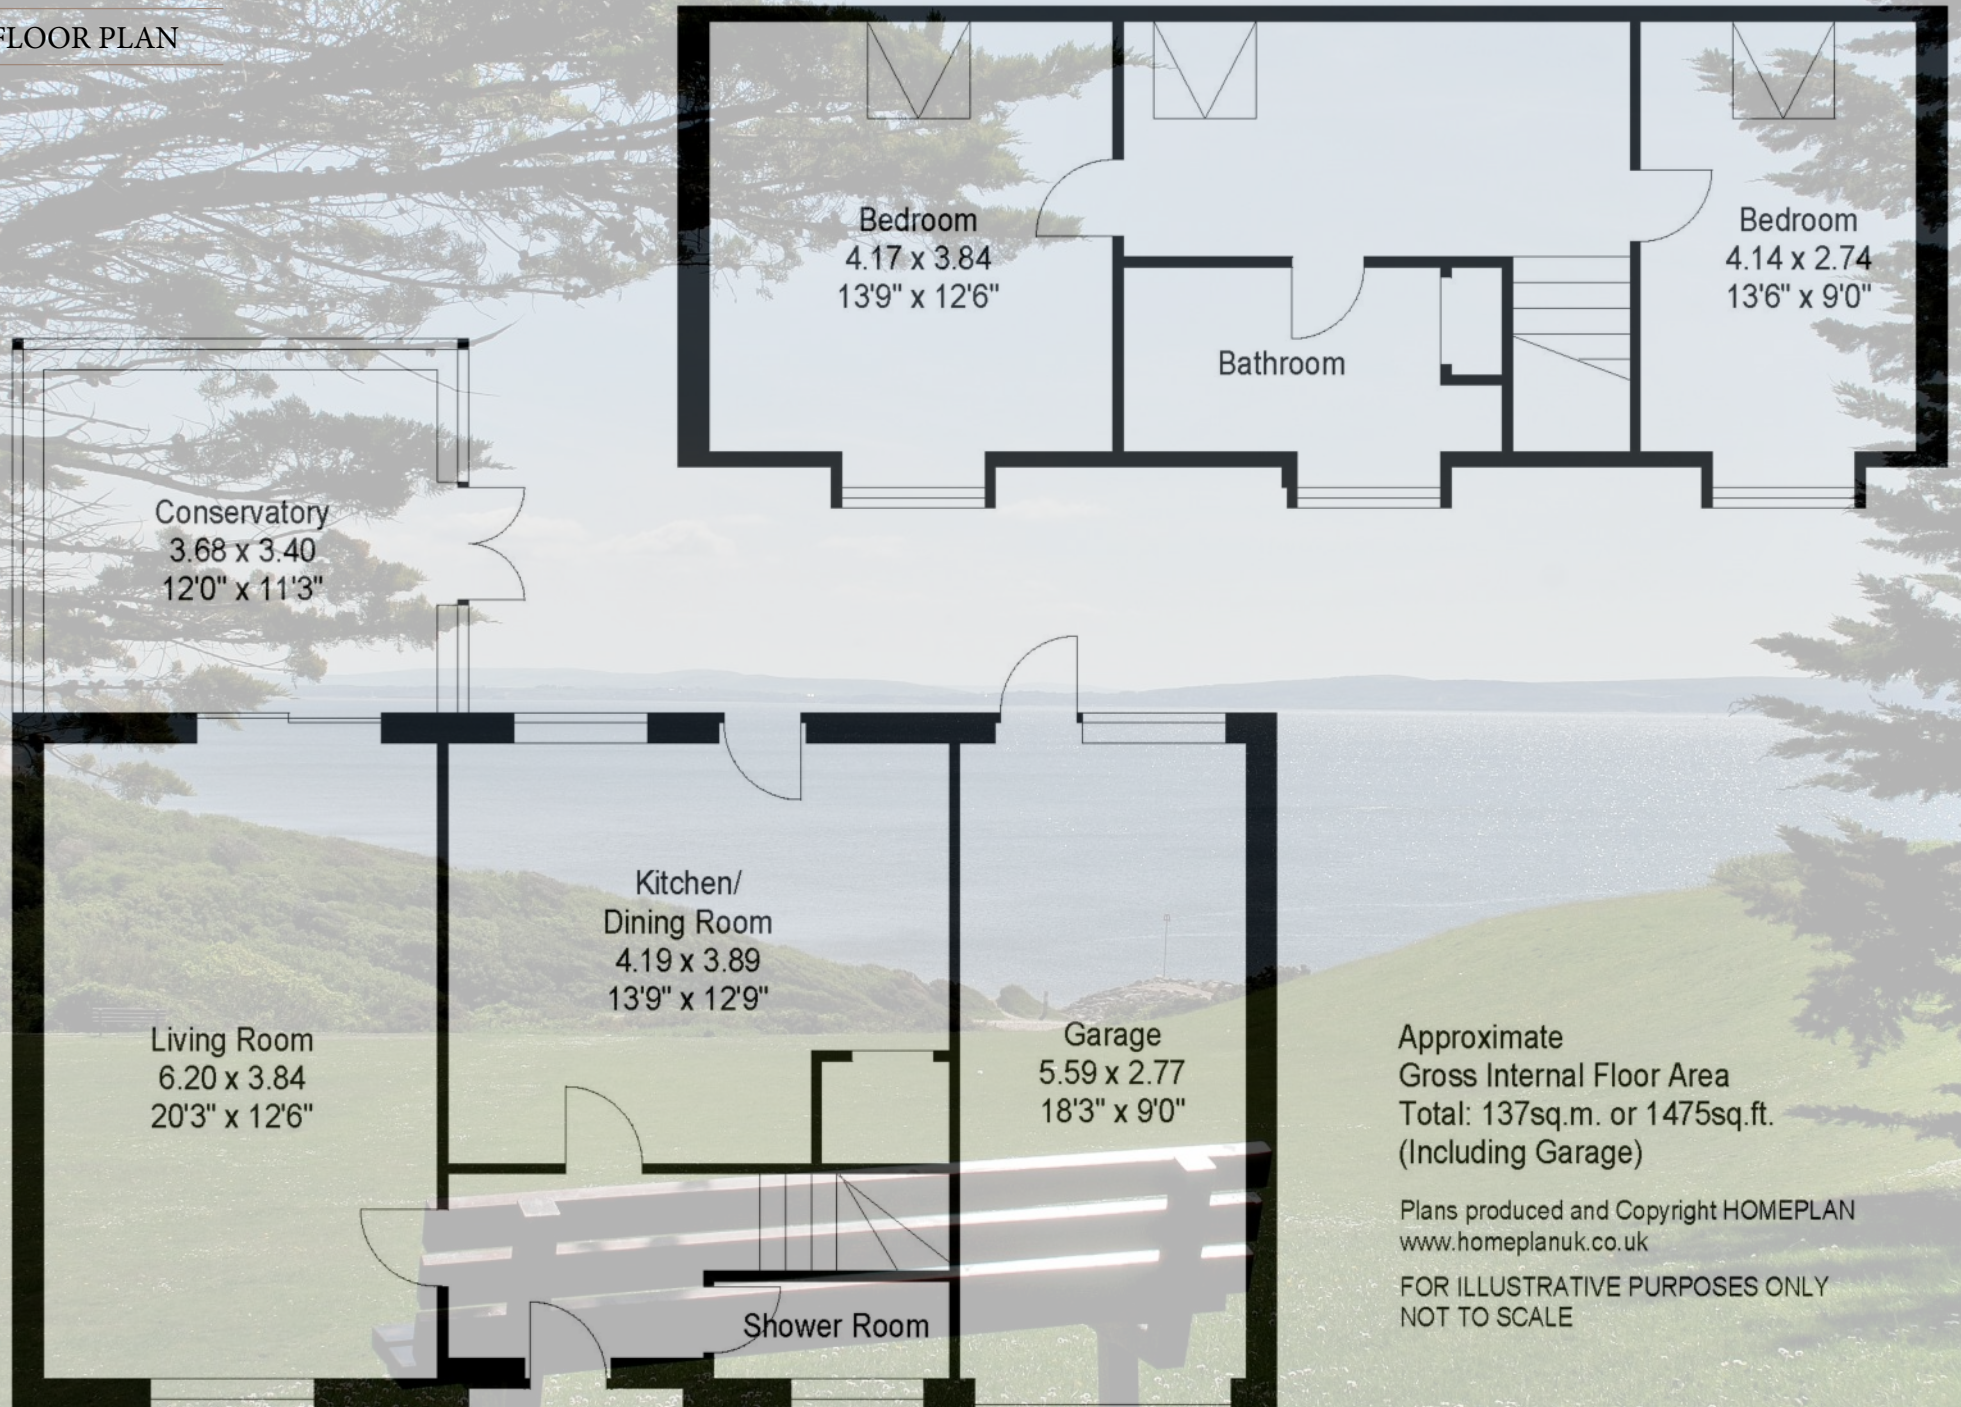 FLOOR PLAN
Bedroom
4.17 x 3.84
13'9" x 12'6"
Bathroom
Bedroom
4.14 x 2.74
13'6" x 9'0"
Conservatory
3.68 x 3.40
12'0" x 11'3"
Kitchen/
Dining Room
4.19 x 3.89
13'9" x 12'9"
Living Room
6.20 x 3.84
20'3" x 12'6"
Garage
5.59 x 2.77
18'3" x 9'0"
Shower Room
Approximate
Gross Internal Floor Area
Total: 137sq.m. or 1475sq.ft.
(Including Garage)
Plans produced and Copyright HOMEPLAN
www.homeplanuk.co.uk
FOR ILLUSTRATIVE PURPOSES ONLY
NOT TO SCALE